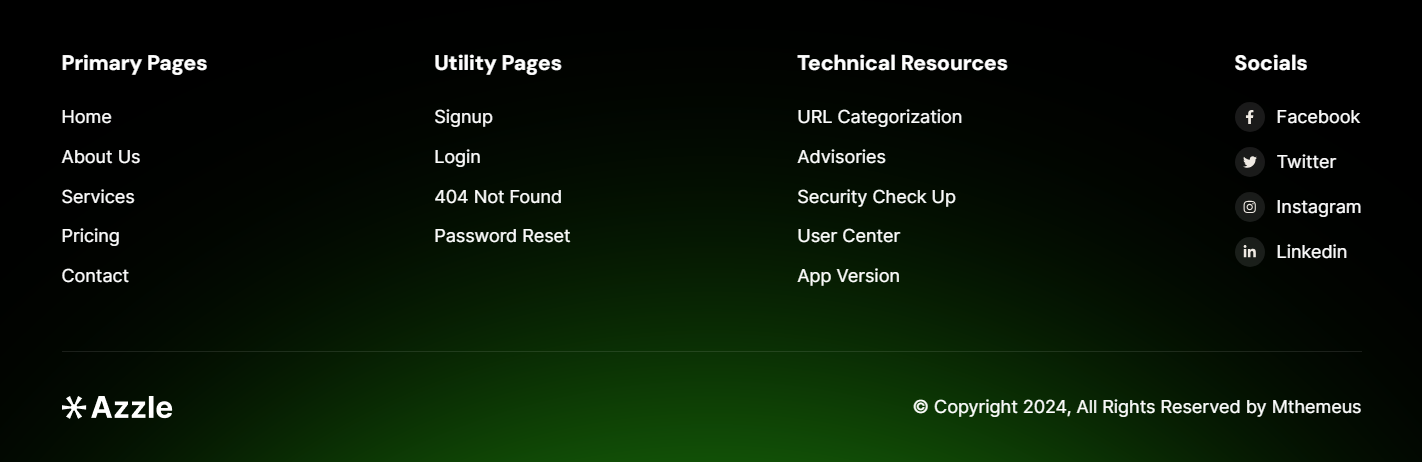 Primary Pages
Home
About Us
Services
Pricing
Contact
Utility Pages
Signup
Login
404 Not Found
Password Reset
Technical Resources
URL Categorization
Advisories
Security Check Up
User Center
App Version
Socials
Facebook
Twitter
Instagram
Linkedin
Azzle
© Copyright 2024, All Rights Reserved by Mthemeus